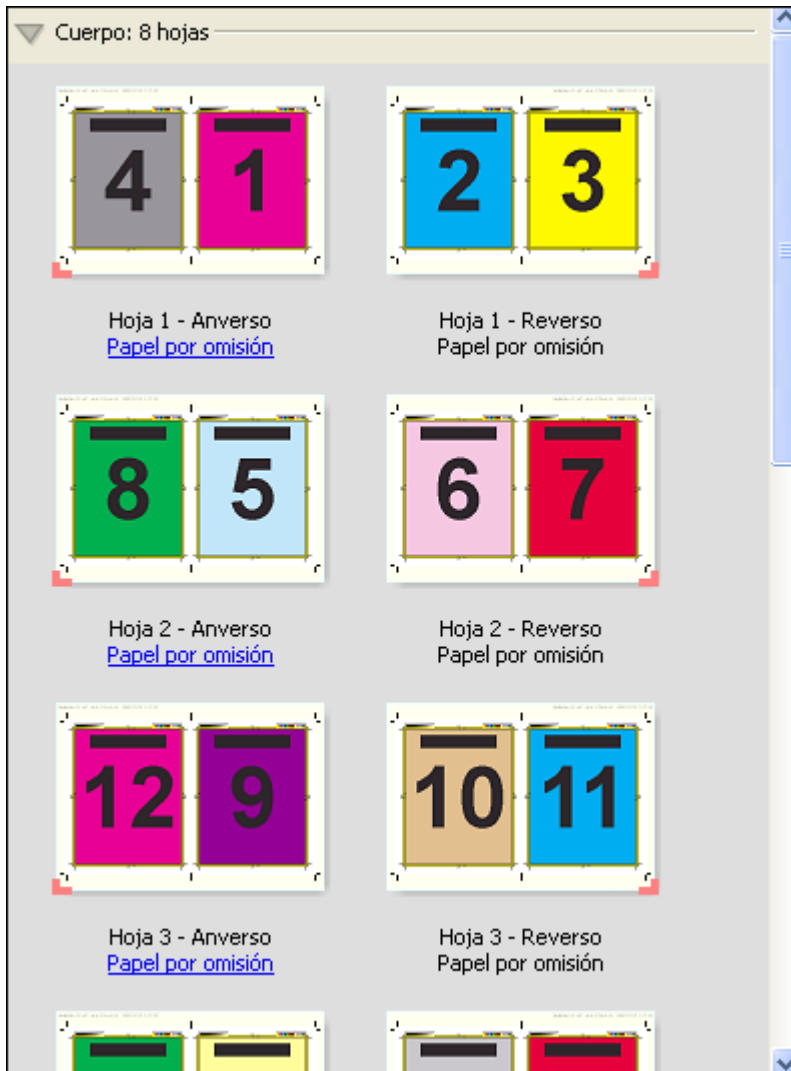 Cuerpo: 8 hojas
4 1
2 3
Hoja 1 - Anverso
Papel por omisión
Hoja 1 - Reverso
Papel por omisión
8 5
6 7
Hoja 2 - Anverso
Papel por omisión
Hoja 2 - Reverso
Papel por omisión
12 9
10 11
Hoja 3 - Anverso
Papel por omisión
Hoja 3 - Reverso
Papel por omisión